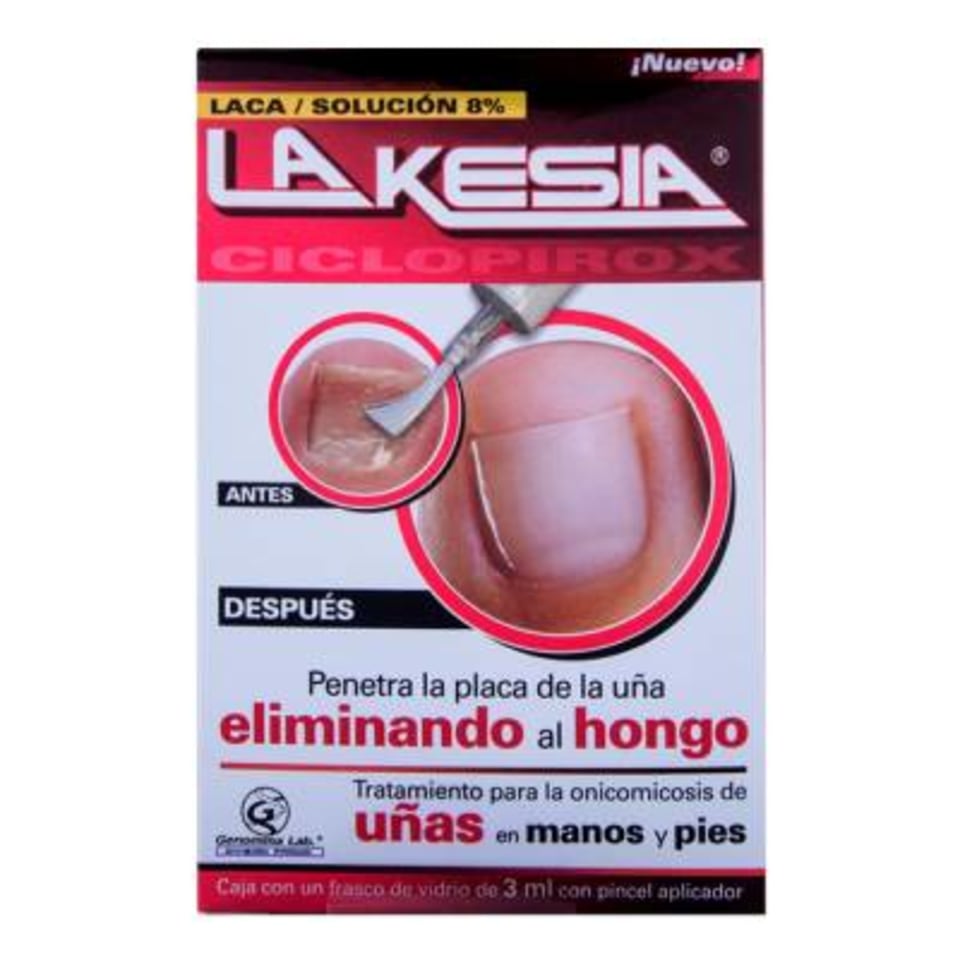 ¡Nuevo!
LACA / SOLUCIÓN 8%
LA KESIA®
CICLOPIROX
ANTES
DESPUÉS
Penetra la placa de la uña
eliminando al hongo
Tratamiento para la onicomicosis de
uñas en manos y pies
Genomma Lab.®
Caja con un frasco de vidrio de 3 ml con pincel aplicador